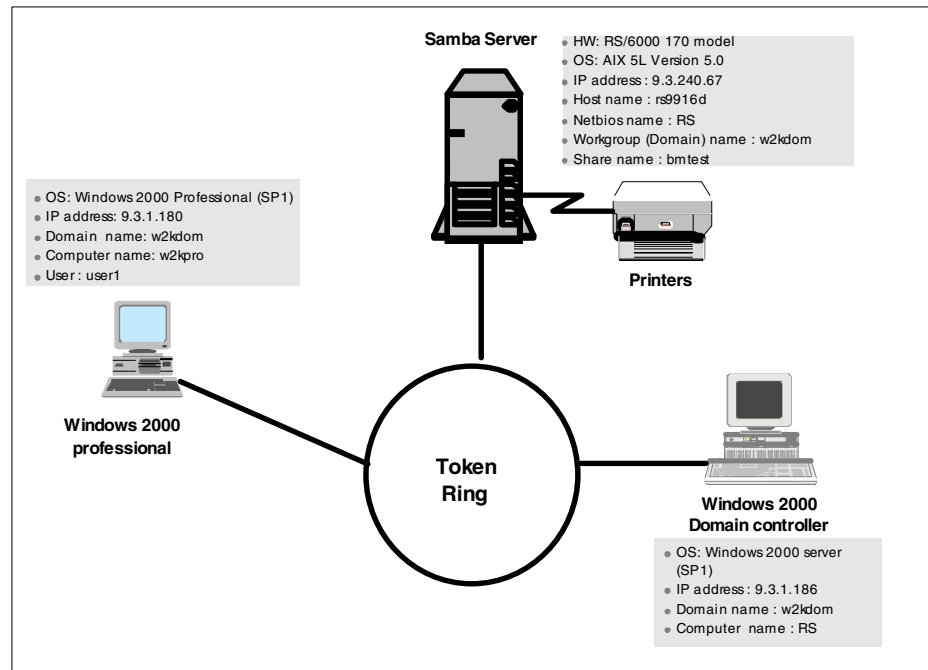 Samba Server
HW: RS/6000 170 model
OS: AIX 5L Version 5.0
IP address : 9.3.240.67
Host name : rs9916d
Netbios name : RS
Workgroup (Domain) name : w2kdom
Share name : bmtest
OS: Windows 2000 Professional (SP1)
IP address: 9.3.1.180
Domain name: w2kdom
Computer name: w2kpro
User : user1
Printers
Windows 2000
professional
Token
Ring
Windows 2000
Domain controller
OS: Windows 2000 server
(SP1)
IP address : 9.3.1.186
Domain name : w2kdom
Computer name : RS